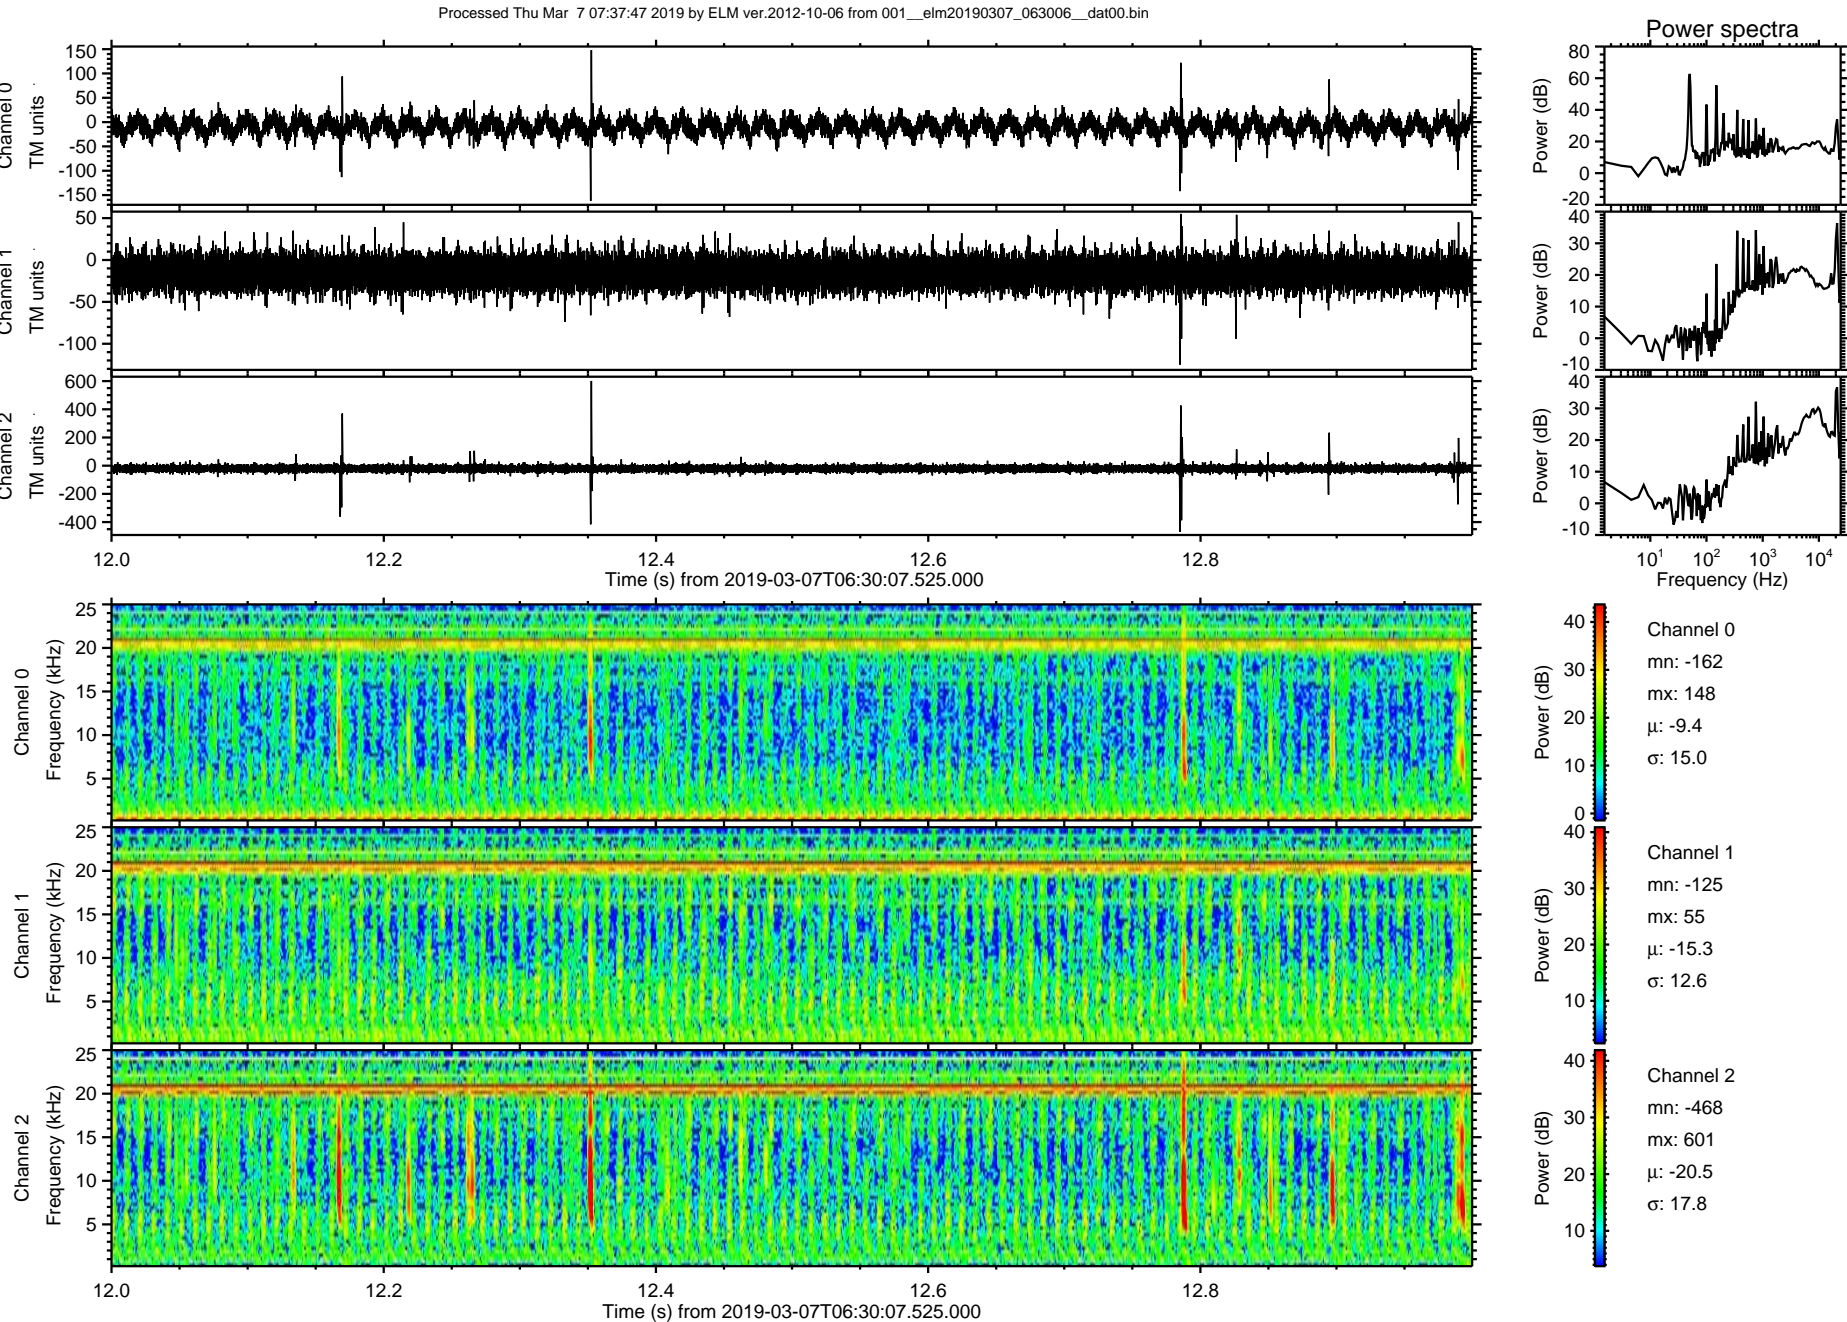 Processed Thu Mar  7 07:37:47 2019 by ELM ver.2012-10-06 from 001__elm20190307_063006__dat00.bin
Power spectra
Channel 0
TM units
150
100
50
0
-50
-100
-150
Power (dB)
80
60
40
20
0
-20
Channel 1
TM units
50
0
-50
-100
Power (dB)
40
30
20
10
0
-10
Channel 2
TM units
600
400
200
0
-200
-400
Power (dB)
40
30
20
10
0
-10
12.0 12.2 12.4 12.6 12.8
Time (s) from 2019-03-07T06:30:07.525.000
10^1 10^2 10^3 10^4
Frequency (Hz)
Channel 0
Frequency (kHz)
25
20
15
10
5
Power (dB)
40
30
20
10
0
Channel 0
mn: -162
mx: 148
μ: -9.4
σ: 15.0
Channel 1
Frequency (kHz)
25
20
15
10
5
Power (dB)
40
30
20
10
Channel 1
mn: -125
mx: 55
μ: -15.3
σ: 12.6
Channel 2
Frequency (kHz)
25
20
15
10
5
Power (dB)
40
30
20
10
Channel 2
mn: -468
mx: 601
μ: -20.5
σ: 17.8
12.0 12.2 12.4 12.6 12.8
Time (s) from 2019-03-07T06:30:07.525.000